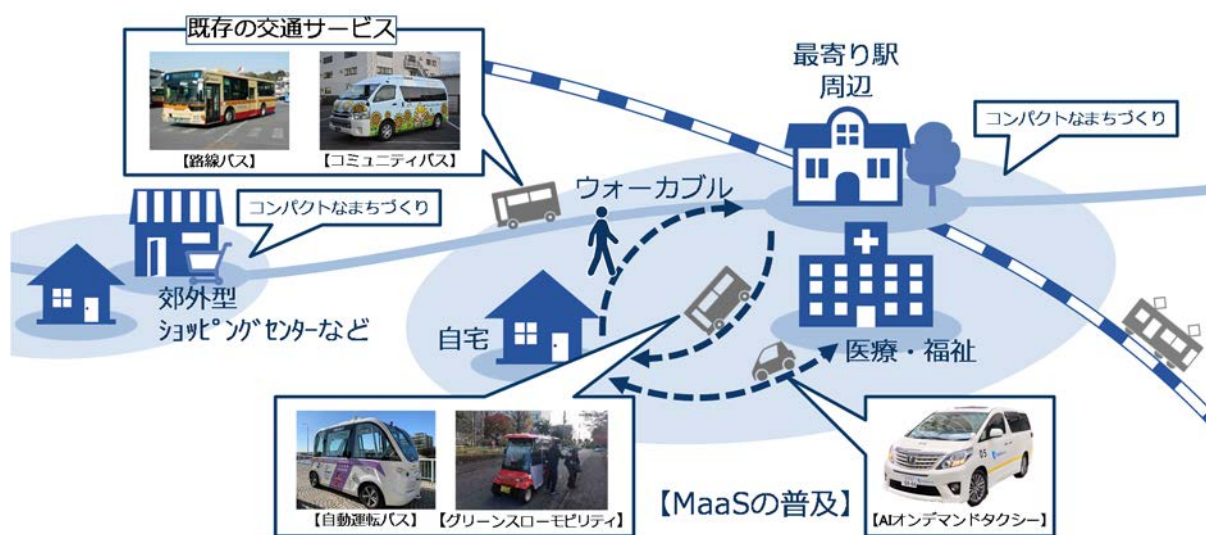 既存の交通サービス
【路線バス】
【コミュニティバス】
最寄り駅
周辺
コンパクトなまちづくり
ウォーカブル
コンパクトなまちづくり
郊外型
ショッピングセンターなど
自宅
医療・福祉
【自動運転バス】
【グリーンスローモビリティ】
【MaaSの普及】
【AIオンデマンドタクシー】